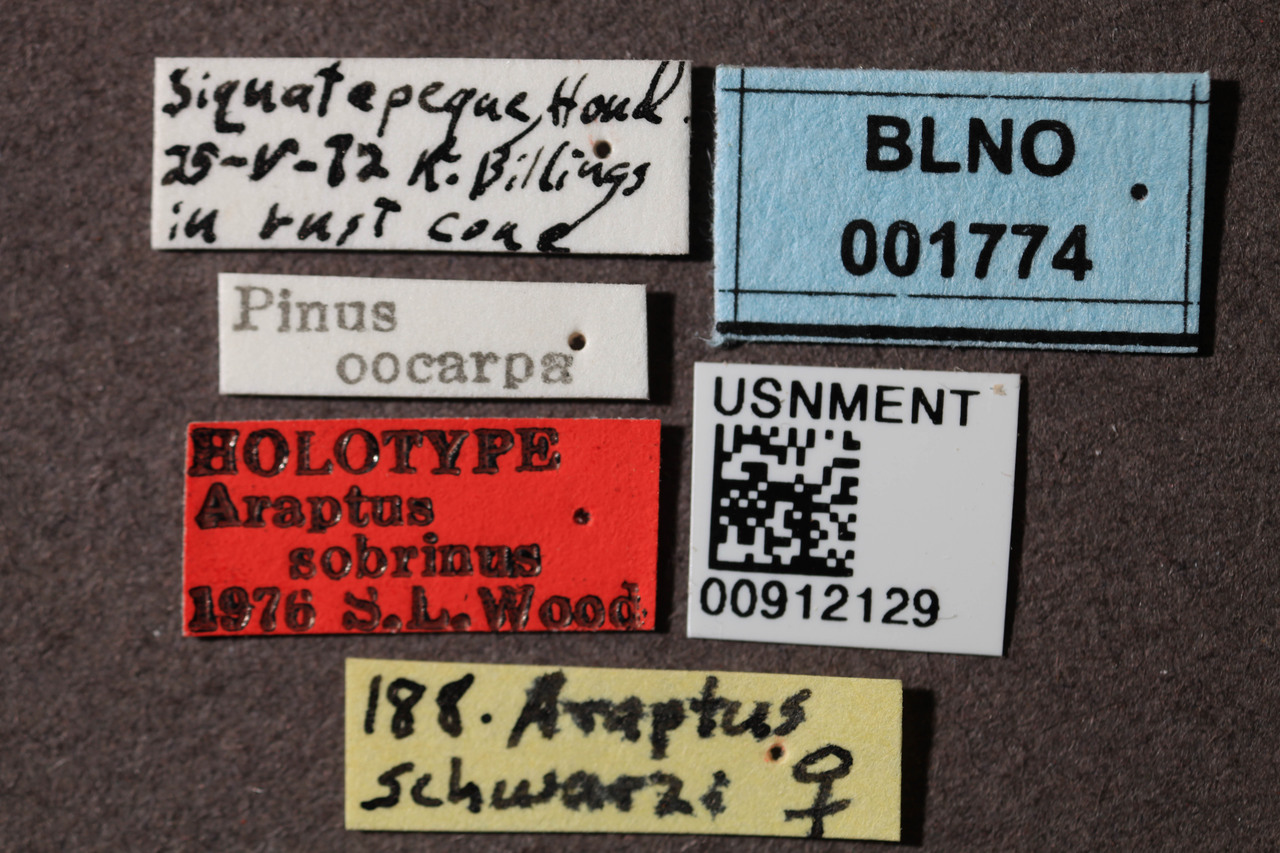 Siquatepeque, Hond.
25-V-72 R. Billings
in rust cone
BLNO
001774
Pinus
oocarpa
HOLOTYPE
Araptus
sobrinus
1976 S.L.Wood
USNMENT
00912129
188. Araptus
schwarzi ♀